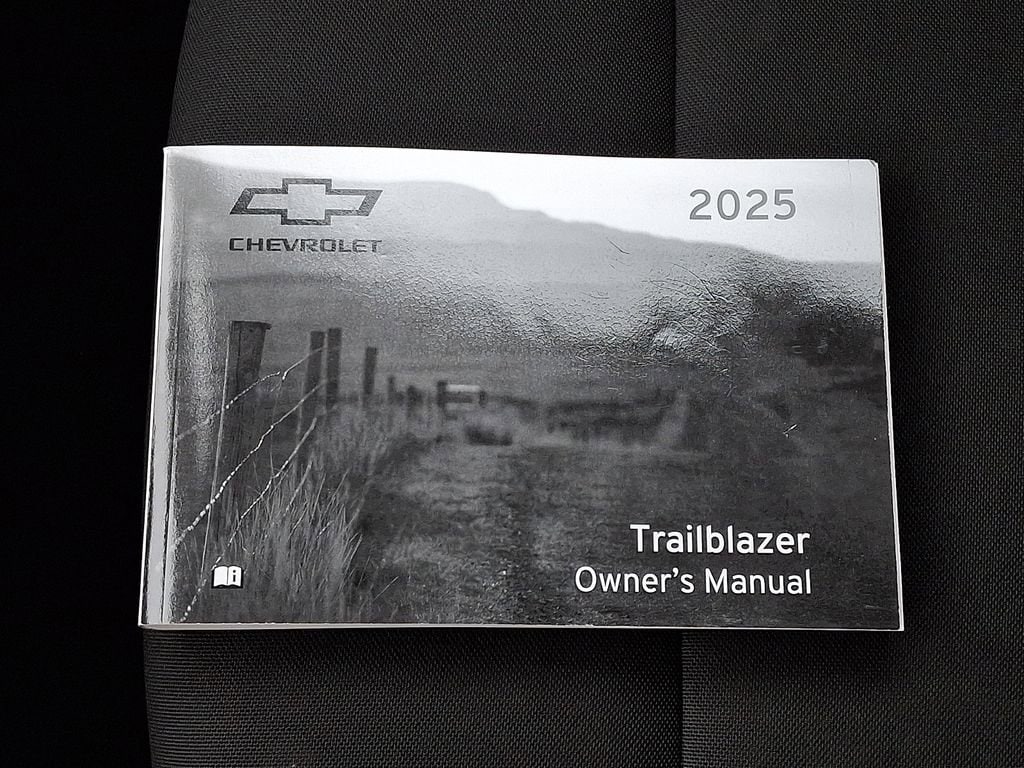 CHEVROLET
2025
Trailblazer
Owner's Manual